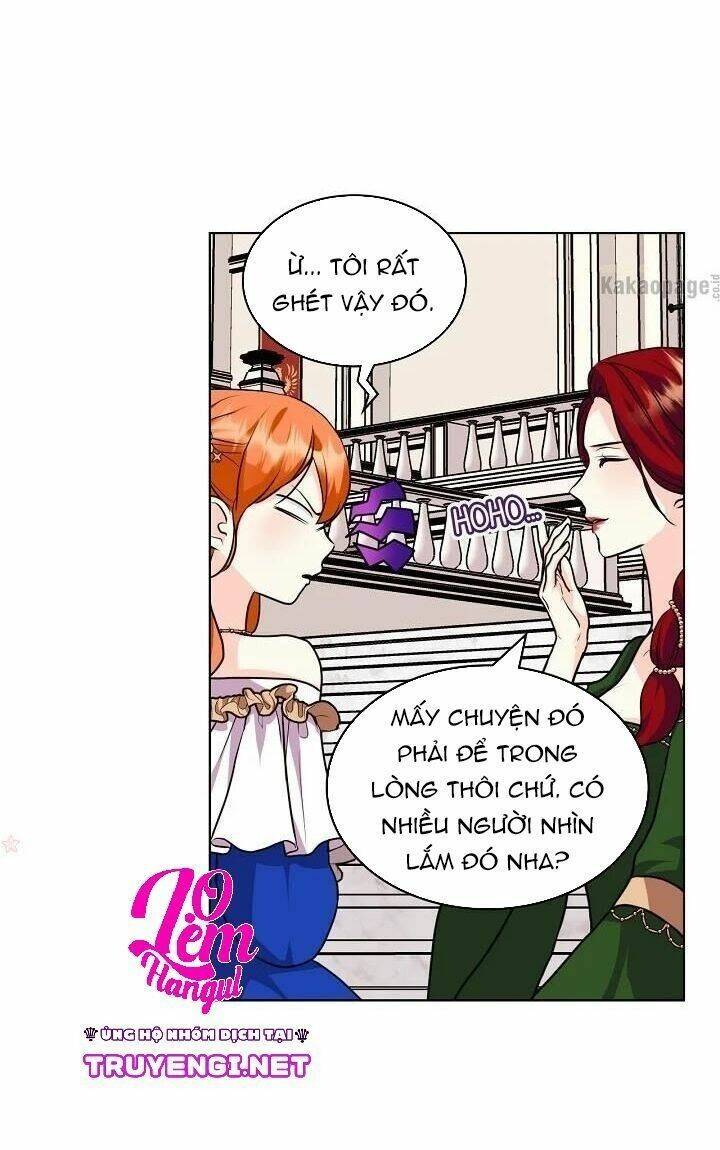 Ừ... TÔI RẤT
GHÉT VẬY ĐÓ.
Kakaopage
HOHO...
MẤY CHUYỆN ĐÓ
PHẢI ĐỂ TRONG
LÒNG THÔI CHỨ. CÓ
NHIỀU NGƯỜI NHÌN
LẮM ĐÓ NHA?
LỌ
LEM
HANGUL
ỦNG HỘ NHÓM DỊCH TẠI
TRUYENGI.NET